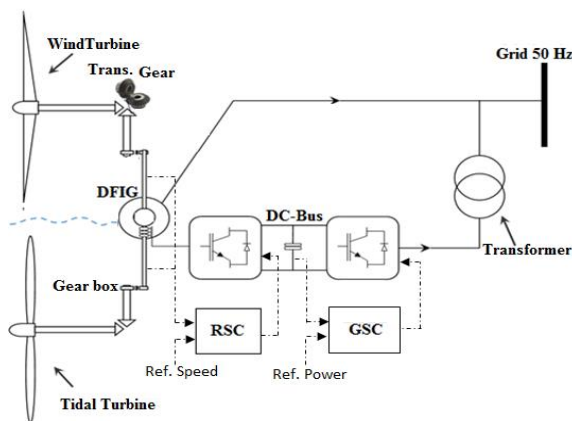 WindTurbine
Trans. Gear
Grid 50 Hz
DFIG
DC-Bus
Transformer
Gear box
RSC
GSC
Ref. Speed
Ref. Power
Tidal Turbine